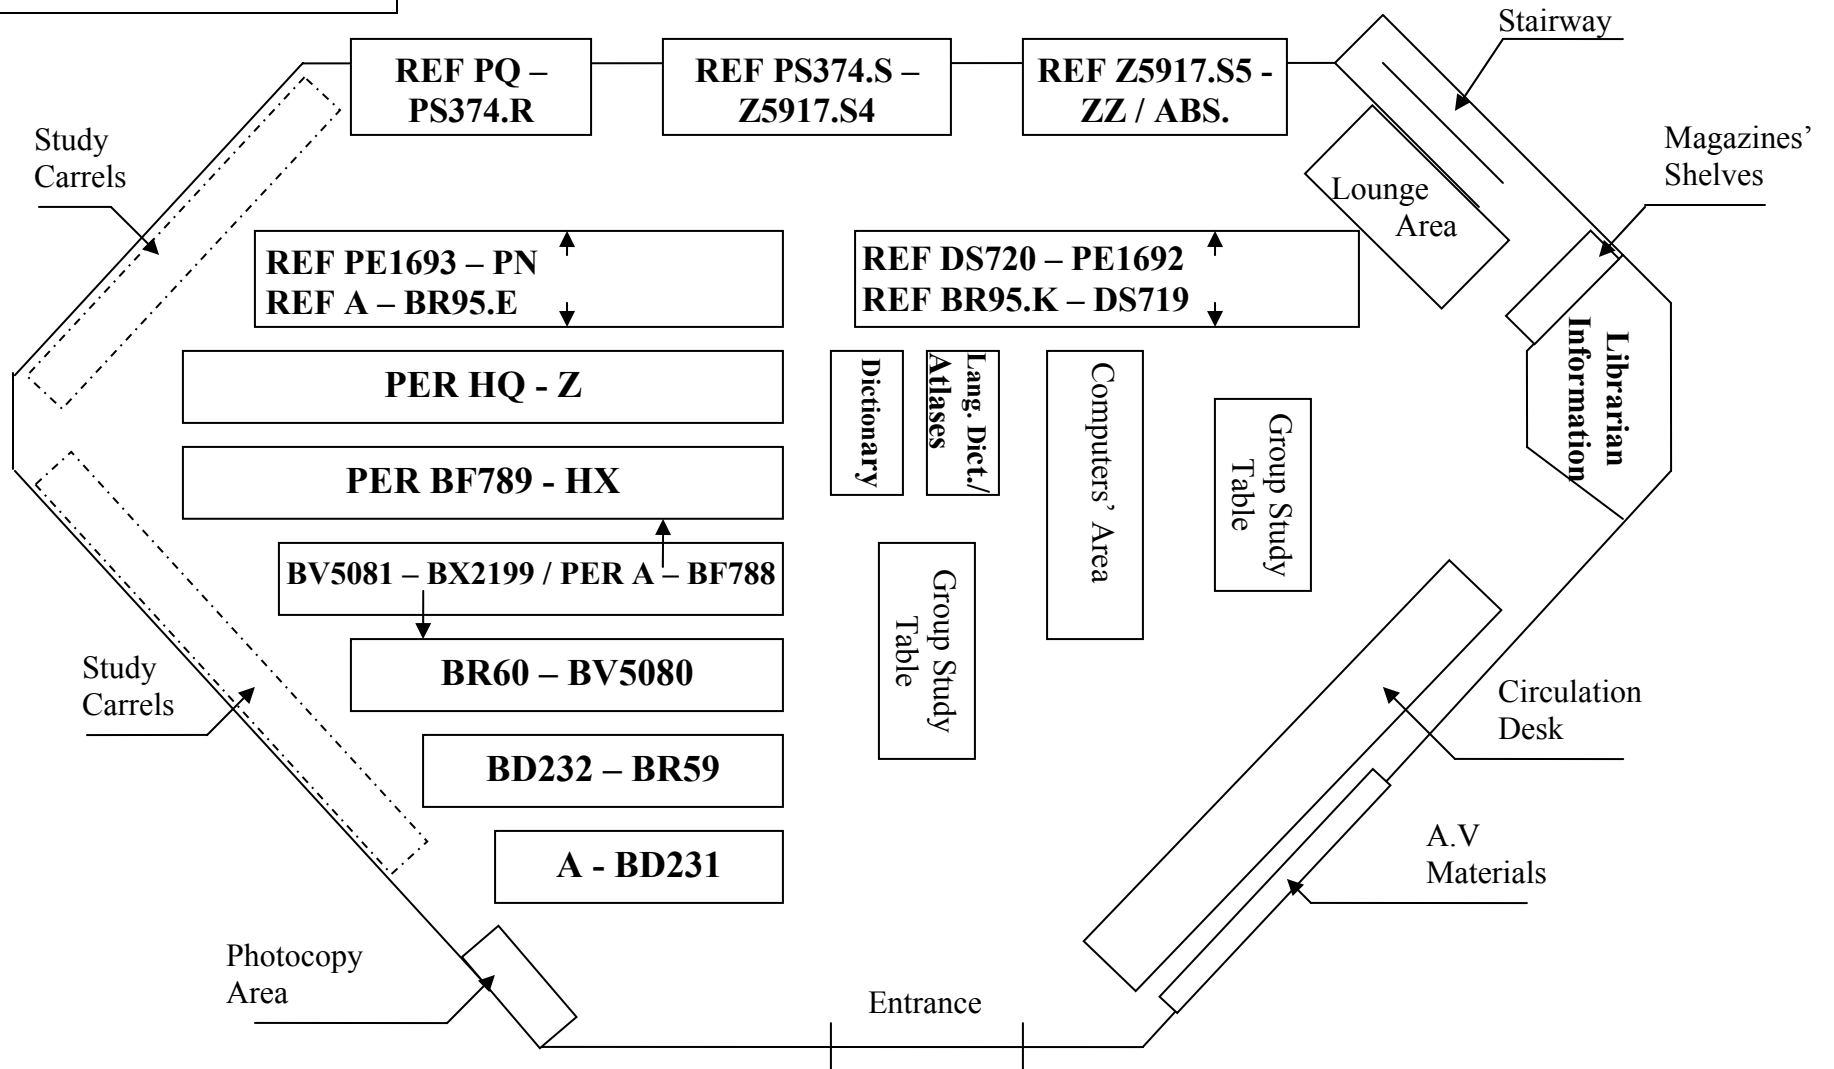 Stairway
REF PQ –
PS374.R
REF PS374.S –
Z5917.S4
REF Z5917.S5 -
ZZ / ABS.
Study
Carrels
Magazines’
Shelves
Lounge
Area
REF PE1693 – PN
REF A – BR95.E
REF DS720 – PE1692
REF BR95.K – DS719
Librarian
Information
PER HQ - Z
Dictionary
Lang. Dict./
Atlases
Computers’ Area
Group Study
Table
PER BF789 - HX
BV5081 – BX2199 / PER A – BF788
Group Study
Table
BR60 – BV5080
Study
Carrels
Circulation
Desk
BD232 – BR59
A - BD231
A.V
Materials
Photocopy
Area
Entrance